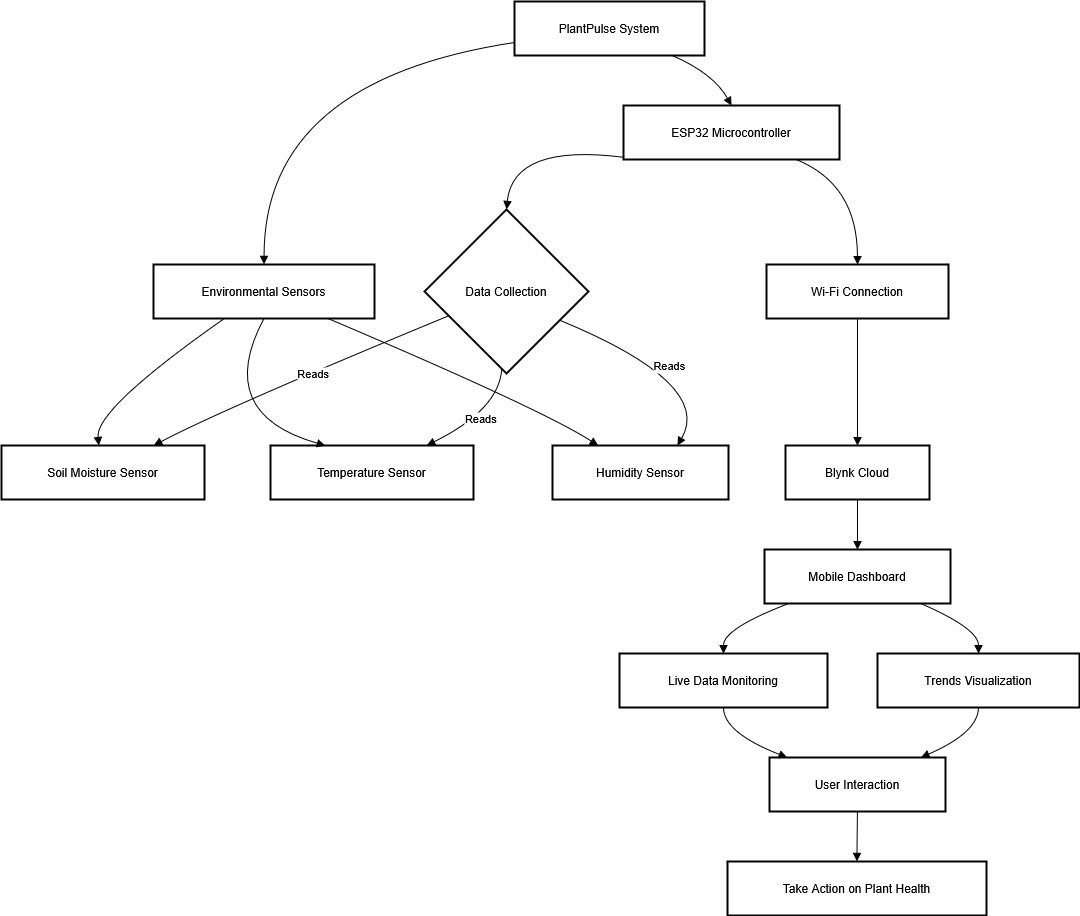 PlantPulse System
ESP32 Microcontroller
Environmental Sensors
Data Collection
Wi-Fi Connection
Reads
Reads
Reads
Soil Moisture Sensor
Temperature Sensor
Humidity Sensor
Blynk Cloud
Mobile Dashboard
Live Data Monitoring
Trends Visualization
User Interaction
Take Action on Plant Health